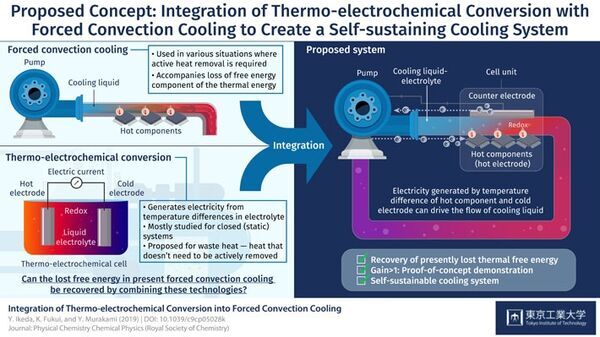 Proposed Concept: Integration of Thermo-electrochemical Conversion with
Forced Convection Cooling to Create a Self-sustaining Cooling System
Forced convection cooling
Pump
Cooling liquid
Hot components
• Used in various situations where
active heat removal is required
• Accompanies loss of free energy
component of the thermal energy
Thermo-electrochemical conversion
Electric current
Hot
electrode
Cold
electrode
Redox
Liquid
electrolyte
Thermo-electrochemical cell
• Generates electricity from
temperature differences in electrolyte
• Mostly studied for closed (static)
systems
• Proposed for waste heat — heat that
doesn't need to be actively removed
Can the lost free energy in present forced convection cooling
be recovered by combining these technologies?
Integration
Proposed system
Pump
Cooling liquid-
electrolyte
Cell unit
Counter electrode
Redox
Hot components
(hot electrode)
Electricity generated by temperature
difference of hot component and cold
electrode can drive the flow of cooling liquid
Recovery of presently lost thermal free energy
Gain>1: Proof-of-concept demonstration
Self-sustainable cooling system
Integration of Thermo-electrochemical Conversion into Forced Convection Cooling
Y. Ikeda, K. Fukui, and Y. Murakami (2019) | DOI: 10.1039/c9cp05028k
Journal: Physical Chemistry Chemical Physics (Royal Society of Chemistry)
東京工業大学
Tokyo Institute of Technology